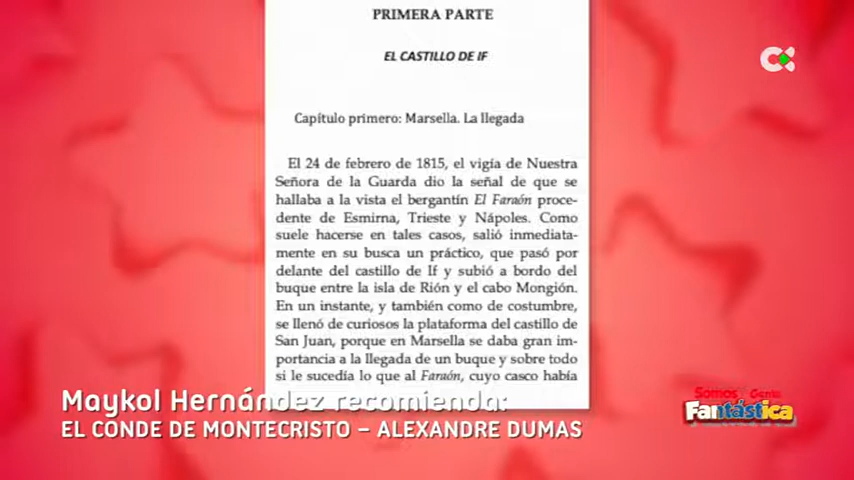 PRIMERA PARTE
EL CASTILLO DE IF
Capítulo primero: Marsella. La llegada
El 24 de febrero de 1815, el vigía de Nuestra
Señora de la Guarda dio la señal de que se
hallaba a la vista el bergantín El Faraón proce-
dente de Esmirna, Trieste y Nápoles. Como
suele hacerse en tales casos, salió inmediata-
mente en su busca un práctico, que pasó por
delante del castillo de If y subió a bordo del
buque entre la isla de Rión y el cabo Mongión.
En un instante, y también como de costumbre,
se llenó de curiosos la plataforma del castillo de
San Juan, porque en Marsella se daba gran im-
portancia a la llegada de un buque y sobre todo
si le sucedía lo que al Faraón, cuyo casco había
Maykol Hernández recomienda:
EL CONDE DE MONTECRISTO – ALEXANDRE DUMAS
Somos Gente
Fantástica